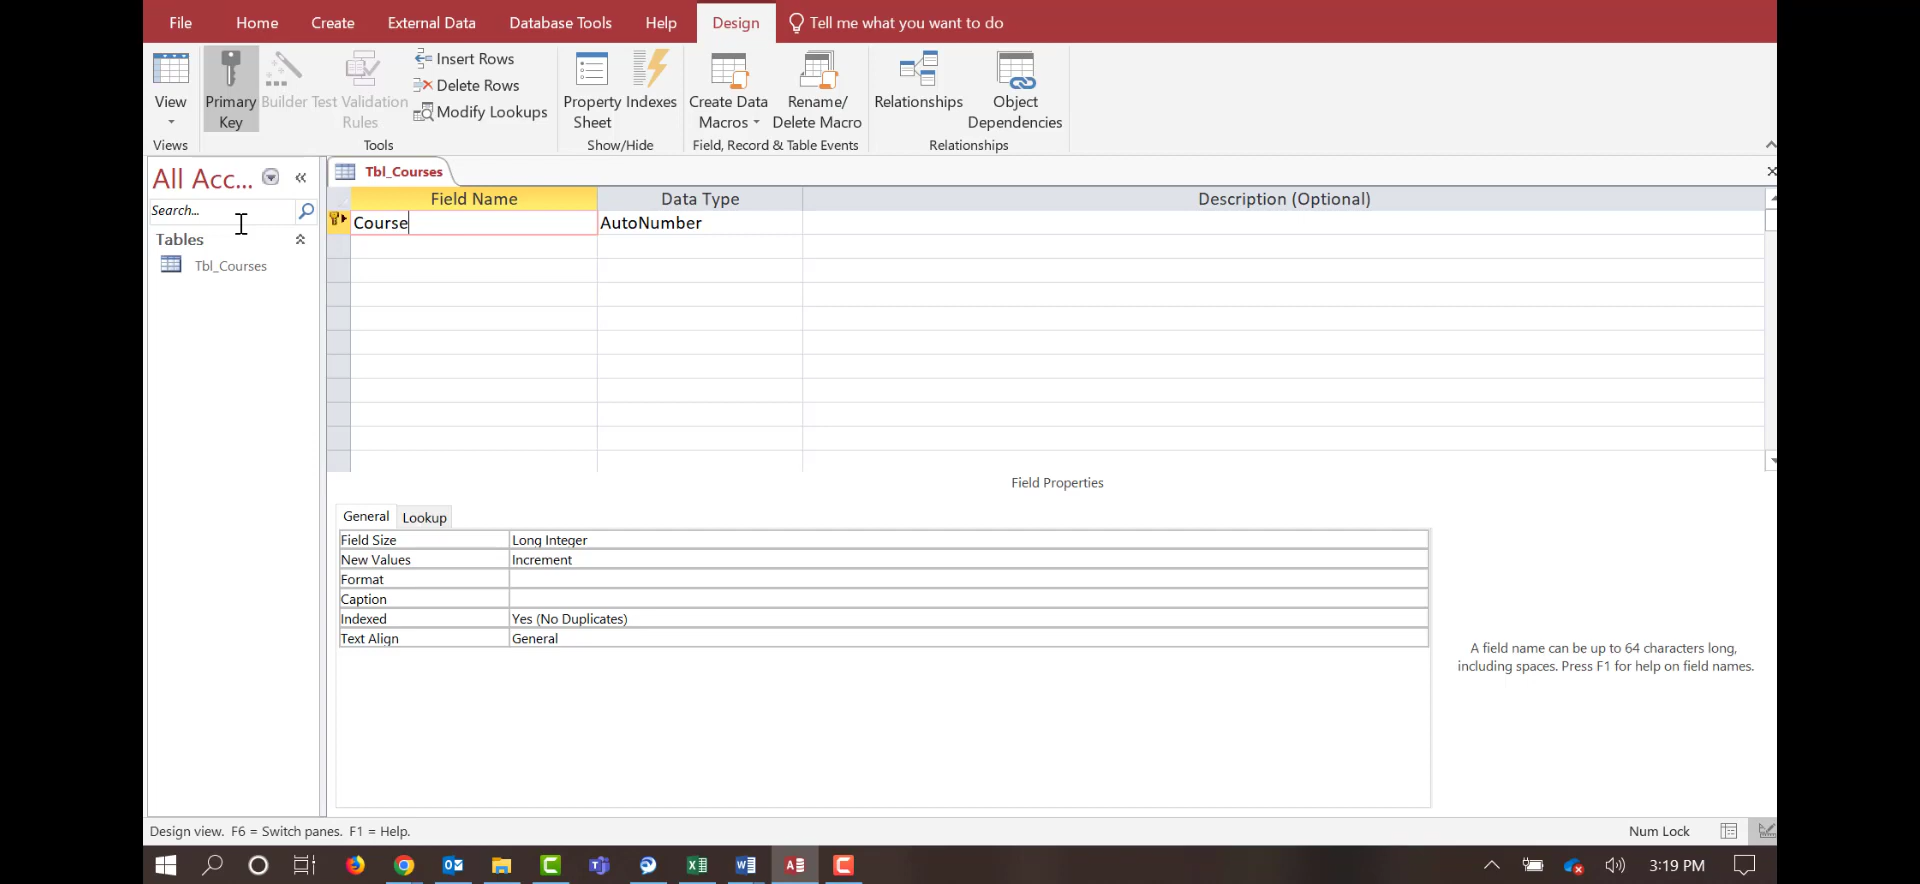 File Home Create External Data Database Tools Help Design Tell me what you want to do
View
Views
Primary Key
Builder
Test Validation Rules
Insert Rows
Delete Rows
Modify Lookups
Tools
Property Sheet
Indexes
Show/Hide
Create Data Macros
Rename/ Delete Macro
Field, Record & Table Events
Relationships
Object Dependencies
Relationships
All Acc...
Search...
Tables
Tbl_Courses
Tbl_Courses
Field Name Data Type Description (Optional)
Course AutoNumber
Field Properties
General Lookup
Field Size Long Integer
New Values Increment
Format
Caption
Indexed Yes (No Duplicates)
Text Align General
A field name can be up to 64 characters long,
including spaces. Press F1 for help on field names.
Design view. F6 = Switch panes. F1 = Help.
Num Lock
3:19 PM